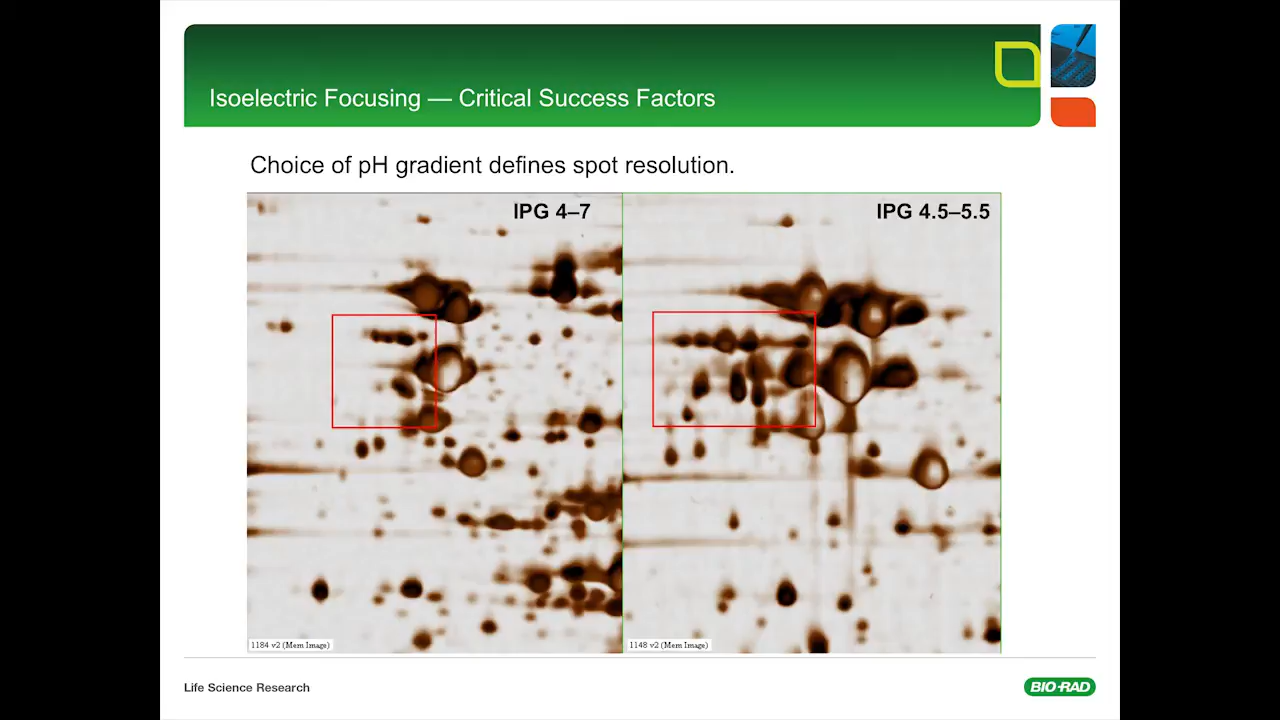 Isoelectric Focusing — Critical Success Factors
Choice of pH gradient defines spot resolution.
IPG 4–7
IPG 4.5–5.5
1184 v2 (Mem Image)
1148 v2 (Mem Image)
Life Science Research
BIO-RAD